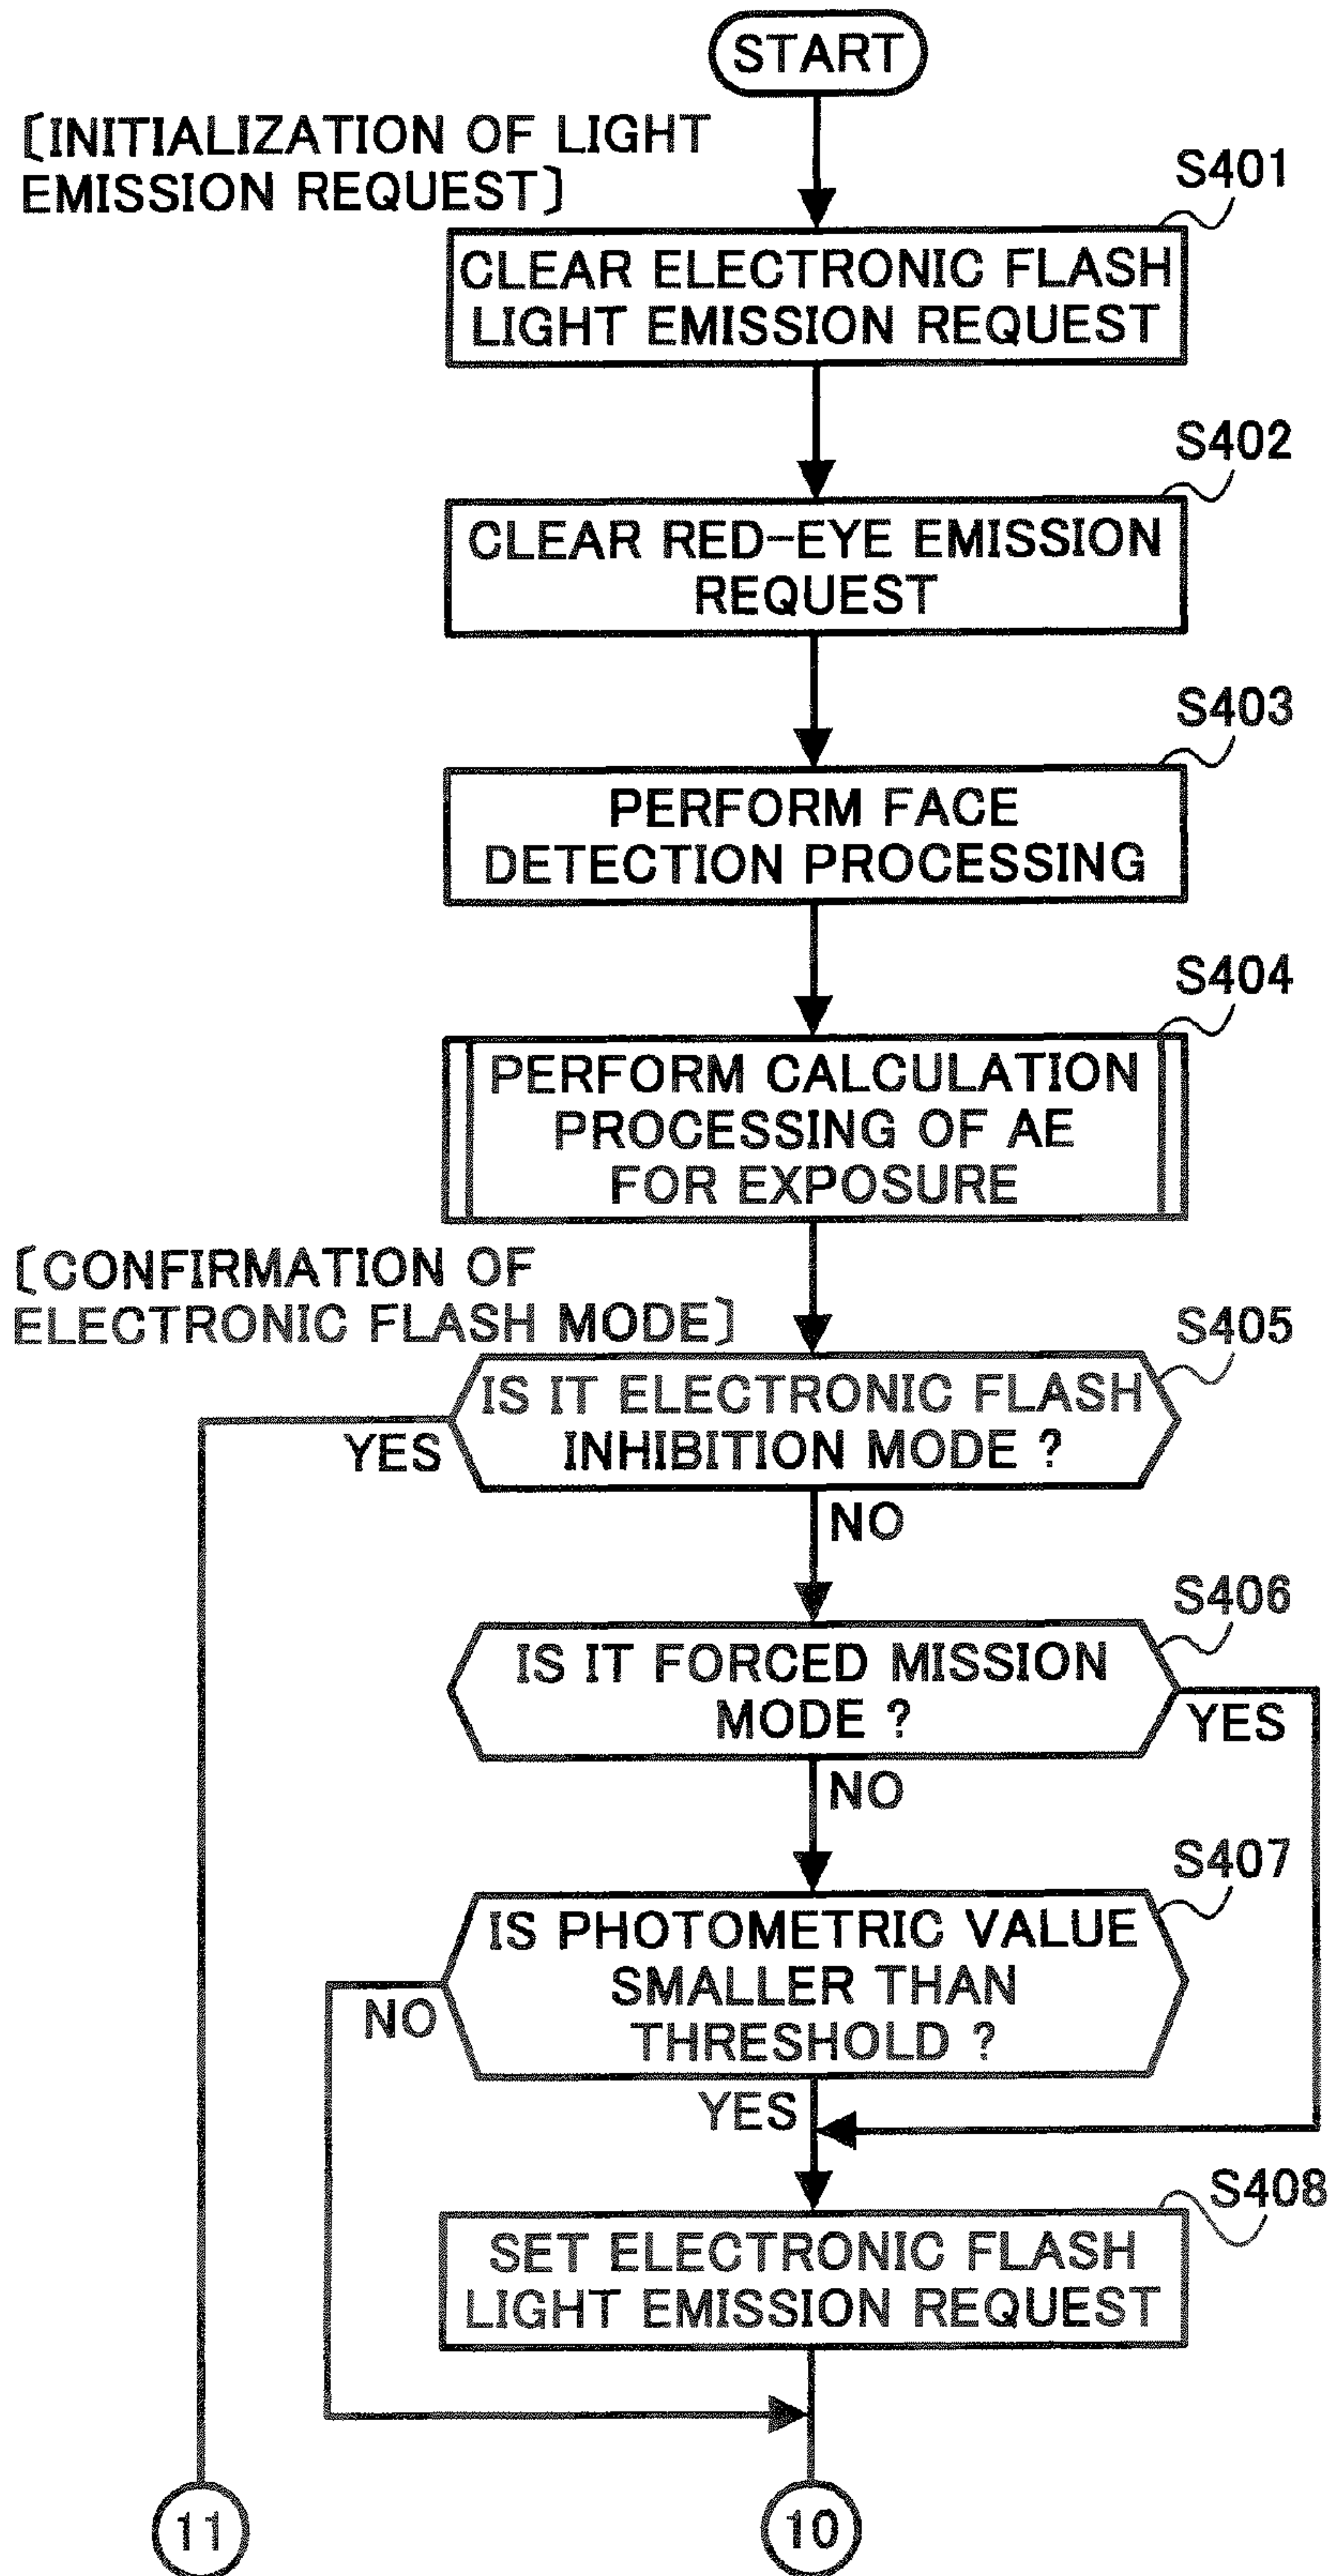 START
[INITIALIZATION OF LIGHT
EMISSION REQUEST]
S401
CLEAR ELECTRONIC FLASH
LIGHT EMISSION REQUEST
S402
CLEAR RED-EYE EMISSION
REQUEST
S403
PERFORM FACE
DETECTION PROCESSING
S404
PERFORM CALCULATION
PROCESSING OF AE
FOR EXPOSURE
[CONFIRMATION OF
ELECTRONIC FLASH MODE]
S405
IS IT ELECTRONIC FLASH
INHIBITION MODE ?
YES
NO
S406
IS IT FORCED MISSION
MODE ?
YES
NO
S407
IS PHOTOMETRIC VALUE
SMALLER THAN
THRESHOLD ?
NO
YES
S408
SET ELECTRONIC FLASH
LIGHT EMISSION REQUEST
11
10